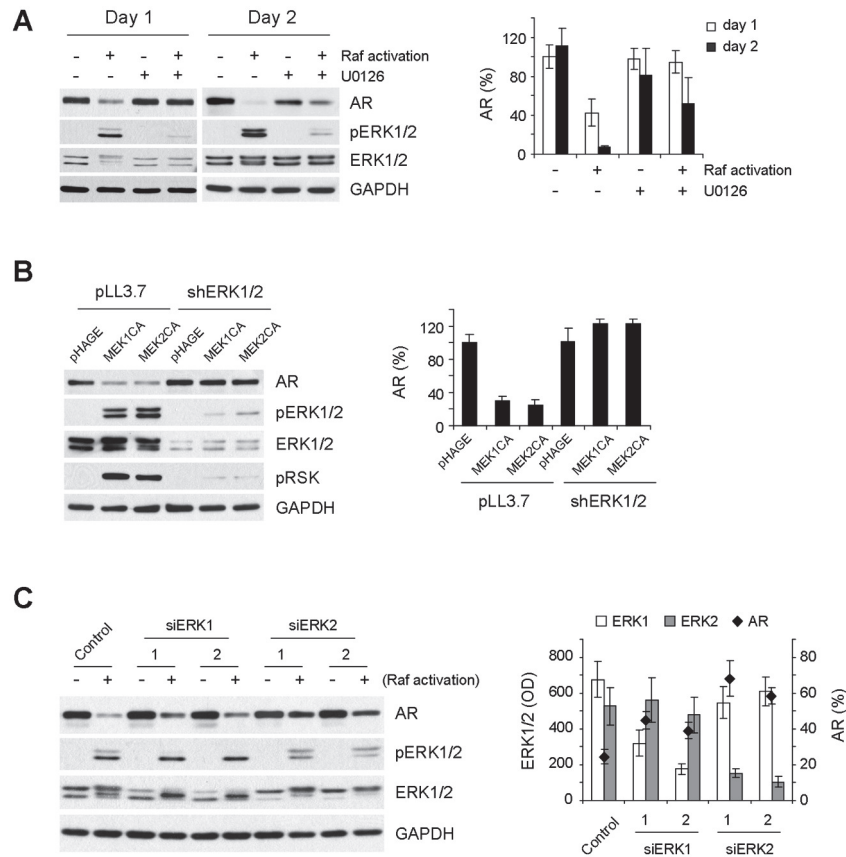 A
Day 1 Day 2
- + - + - + - + Raf activation
- - + + - - + + U0126
AR
pERK1/2
ERK1/2
GAPDH
day 1
day 2
AR (%)
120
80
40
0
- + - + Raf activation
- - + + U0126
B
pLL3.7 shERK1/2
pHAGE MEK1CA MEK2CA pHAGE MEK1CA MEK2CA
AR
pERK1/2
ERK1/2
pRSK
GAPDH
AR (%)
120
80
40
0
pHAGE MEK1CA MEK2CA pHAGE MEK1CA MEK2CA
pLL3.7 shERK1/2
C
Control siERK1 siERK2
1 2 1 2
- + - + - + - + - + (Raf activation)
AR
pERK1/2
ERK1/2
GAPDH
ERK1 ERK2 AR
ERK1/2 (OD)
800
600
400
200
0
80
60
40
20
0
AR (%)
Control 1 2 1 2
siERK1 siERK2